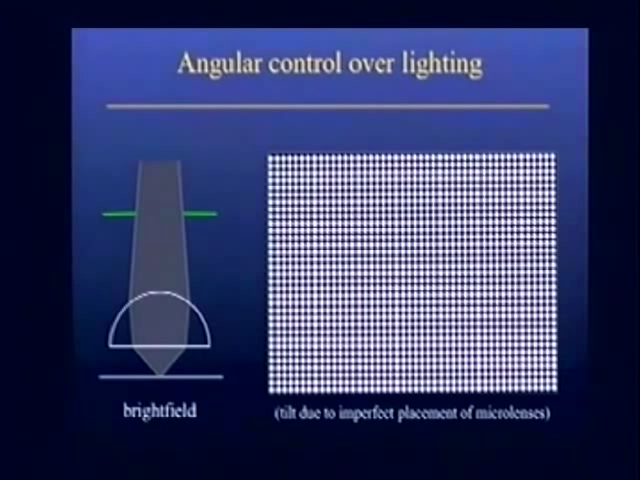 Angular control over lighting
brightfield
(tilt due to imperfect placement of microlenses)